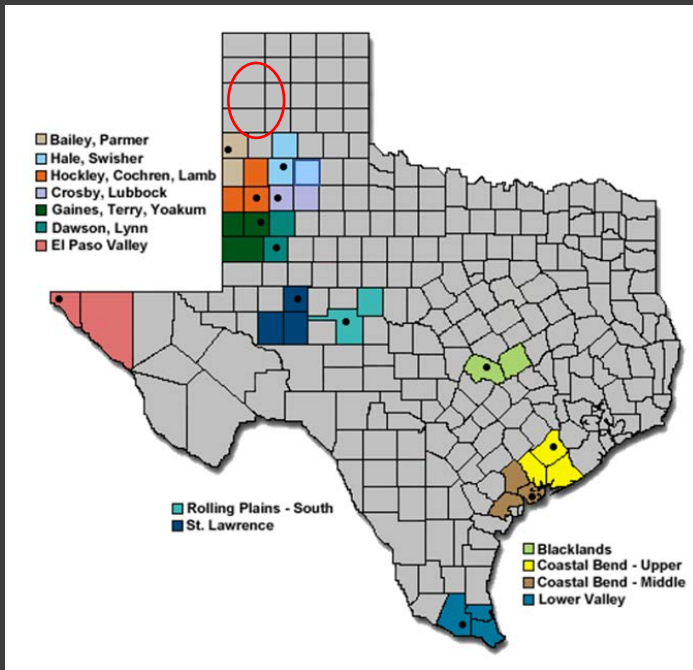 Bailey, Parmer
Hale, Swisher
Hockley, Cochren, Lamb
Crosby, Lubbock
Gaines, Terry, Yoakum
Dawson, Lynn
El Paso Valley
Rolling Plains - South
St. Lawrence
Blacklands
Coastal Bend - Upper
Coastal Bend - Middle
Lower Valley